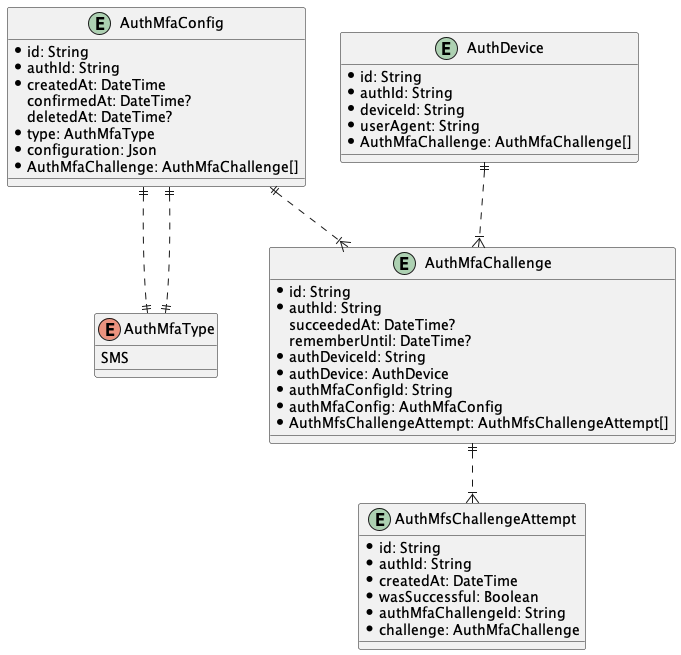 E AuthMfaConfig
id: String
authId: String
createdAt: DateTime
confirmedAt: DateTime?
deletedAt: DateTime?
type: AuthMfaType
configuration: Json
AuthMfaChallenge: AuthMfaChallenge[]
E AuthDevice
id: String
authId: String
deviceId: String
userAgent: String
AuthMfaChallenge: AuthMfaChallenge[]
E AuthMfaType
SMS
E AuthMfaChallenge
id: String
authId: String
succeededAt: DateTime?
rememberUntil: DateTime?
authDeviceId: String
authDevice: AuthDevice
authMfaConfigId: String
authMfaConfig: AuthMfaConfig
AuthMfsChallengeAttempt: AuthMfsChallengeAttempt[]
E AuthMfsChallengeAttempt
id: String
authId: String
createdAt: DateTime
wasSuccessful: Boolean
authMfaChallengeId: String
challenge: AuthMfaChallenge